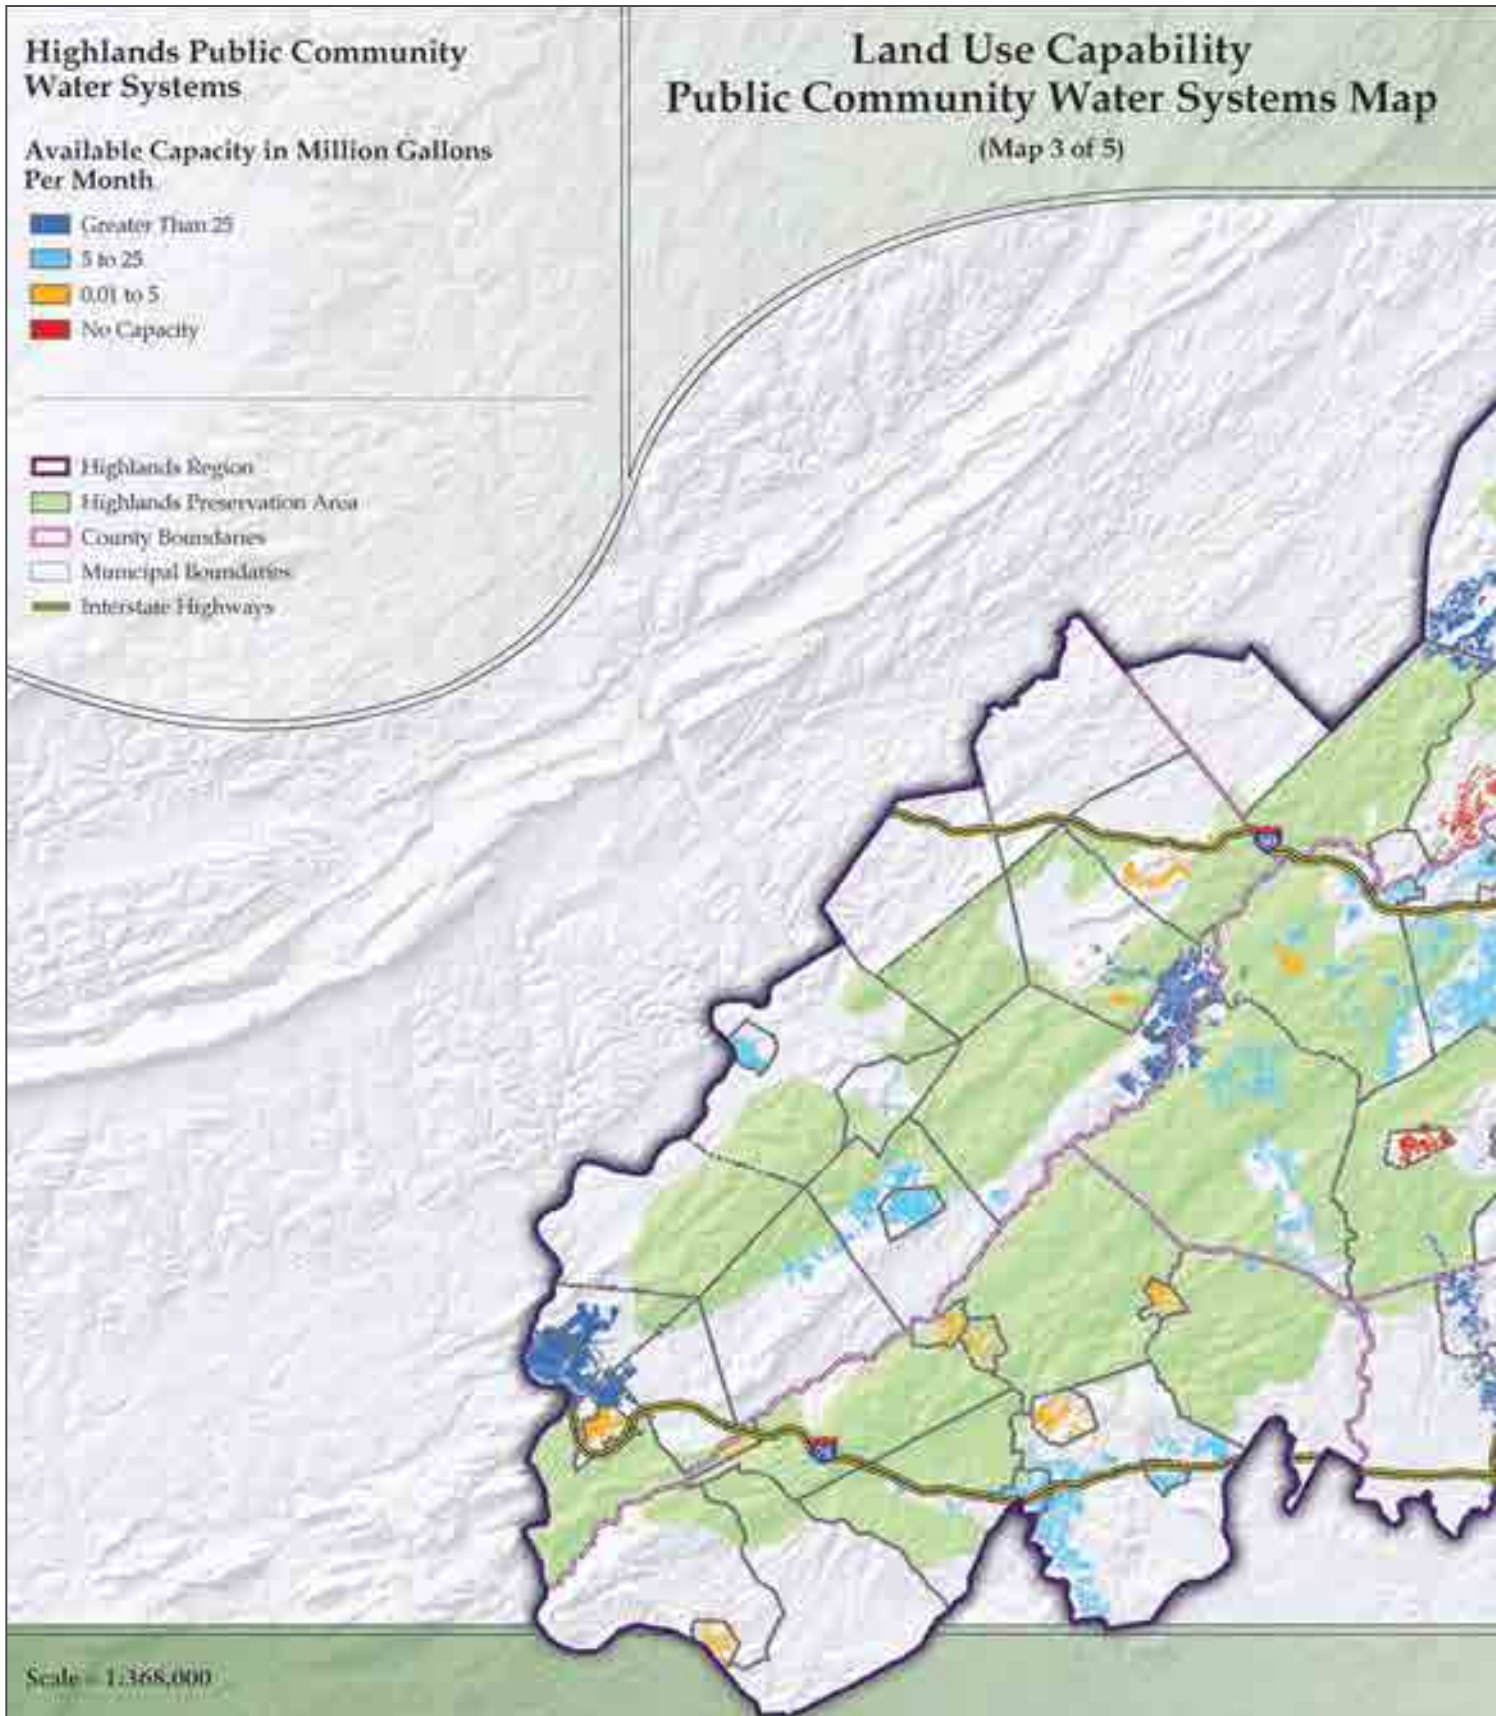 Highlands Public Community
Water Systems
Available Capacity in Million Gallons
Per Month
Greater Than 25
5 to 25
0.01 to 5
No Capacity
Highlands Region
Highlands Preservation Area
County Boundaries
Municipal Boundaries
Interstate Highways
Land Use Capability
Public Community Water Systems Map
(Map 3 of 5)
Scale = 1:368,000